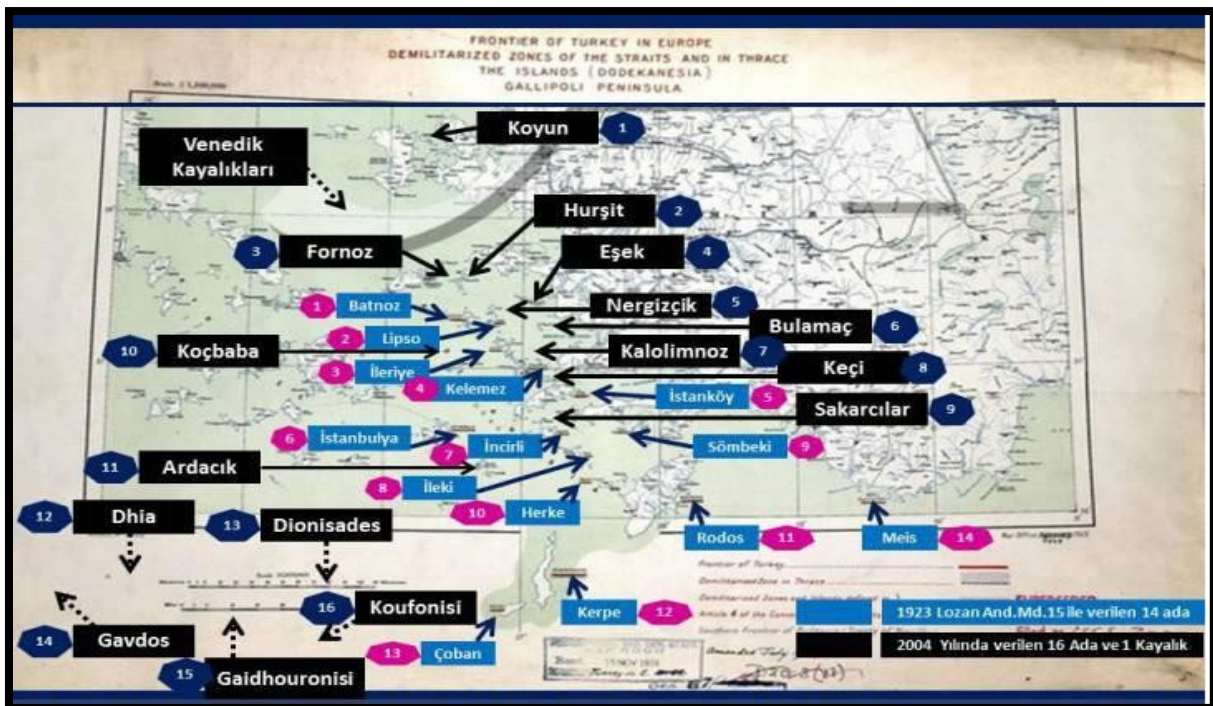 FRONTIER OF TURKEY IN EUROPE
DEMILITARIZED ZONES OF THE STRAITS AND IN THRACE
THE ISLANDS (DODEKANESIA)
GALLIPOLI PENINSULA
Koyun 1
Venedik
Kayalıkları
Hurşit 2
3 Fornoz
Eşek 4
1 Batnoz
Nergizçik 5
Bulamaç 6
2 Lipso
10 Koçbaba
Kalolimnoz 7
3 İleriye
Keçi 8
4 Kelemez
İstanköy 5
Sakarcılar 9
6 İstanbulya
7 İncirli
Sömbeki 9
11 Ardacık
8 İleki
12 Dhia
13 Dionisades
10 Herke
Rodos 11
Meis 14
Frontier of Turkey
Demilitarized Zone in Thrace
16 Koufonisi
Kerpe 12
1923 Lozan And.Md.15 ile verilen 14 ada
14 Gavdos
13 Çoban
2004 Yılında verilen 16 Ada ve 1 Kayalık
15 Gaidhouronisi